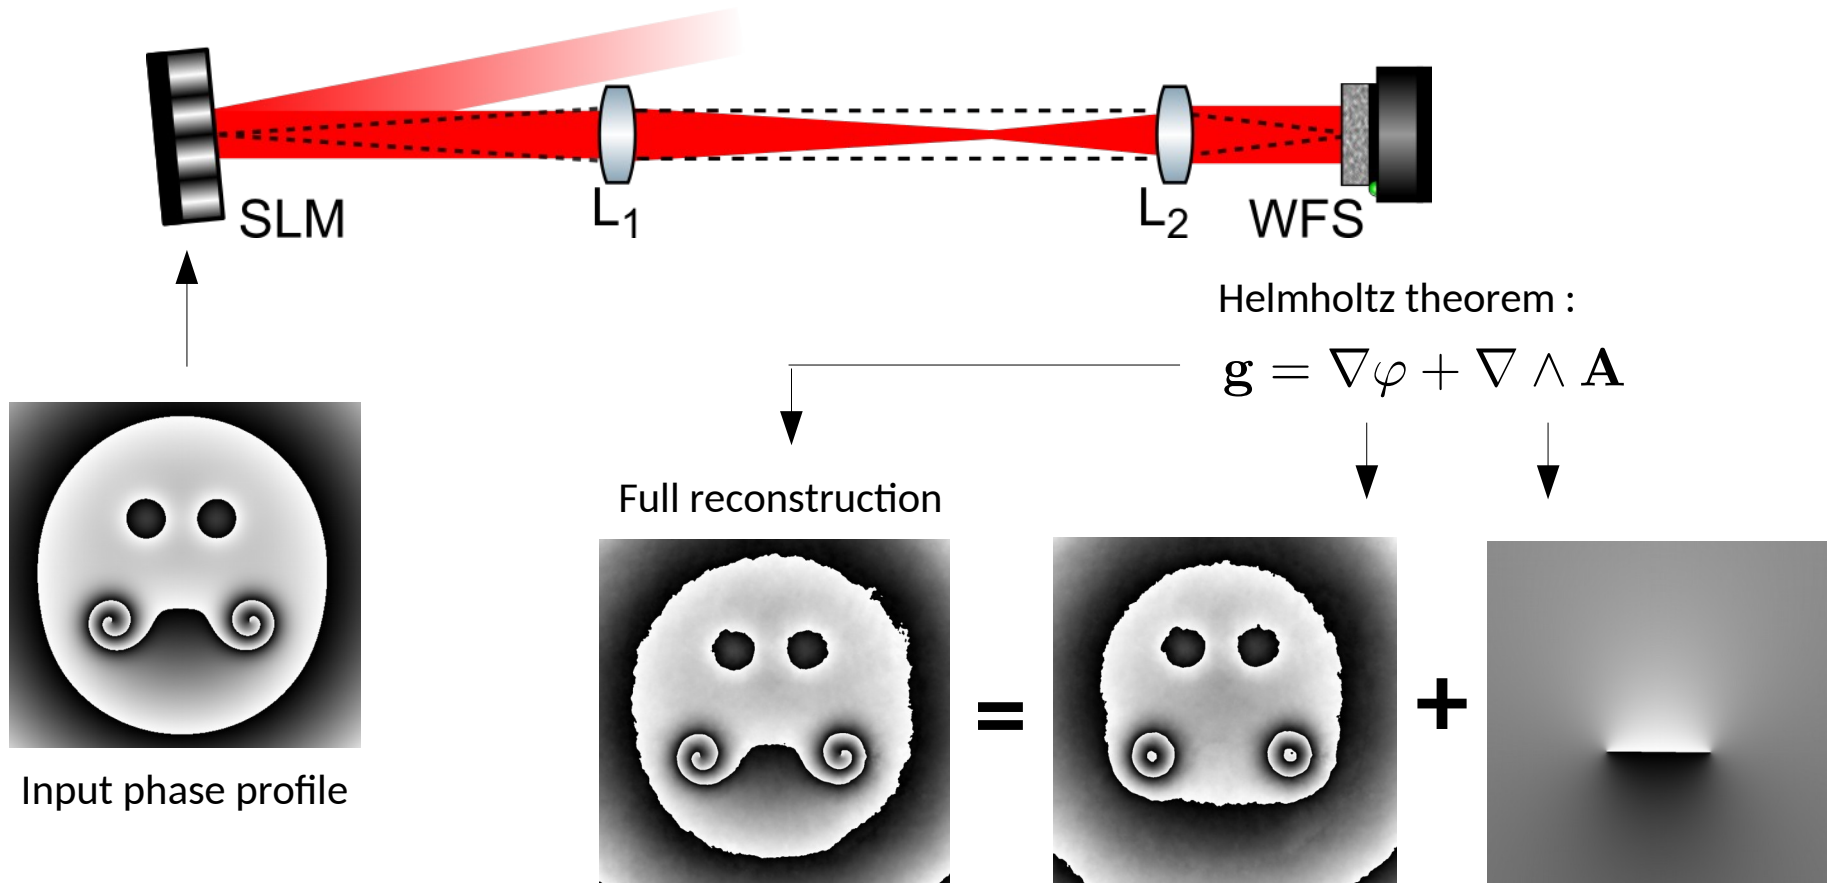 SLM
L₁
L₂
WFS
Helmholtz theorem :
g = ∇φ + ∇ ∧ A
Full reconstruction
=
+
Input phase profile